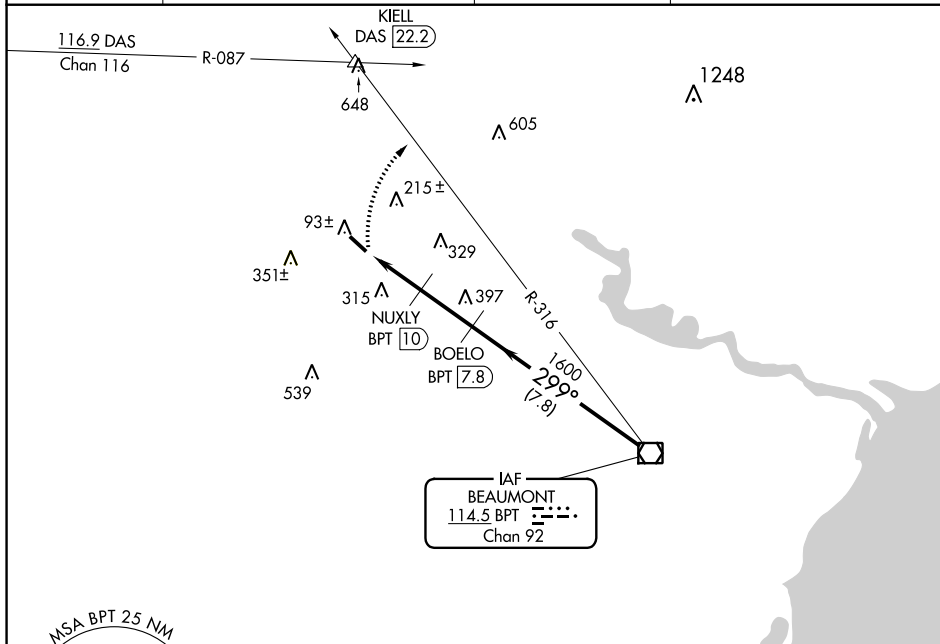 KIELL
DAS 22.2
116.9 DAS
Chan 116
R-087
648
1248
605
215±
93±
329
351±
315
397
NUXLY
BPT 10
BOELO
BPT 7.8
R-316
1600
299°
(7.8)
539
IAF
BEAUMONT
114.5 BPT
Chan 92
MSA BPT 25 NM